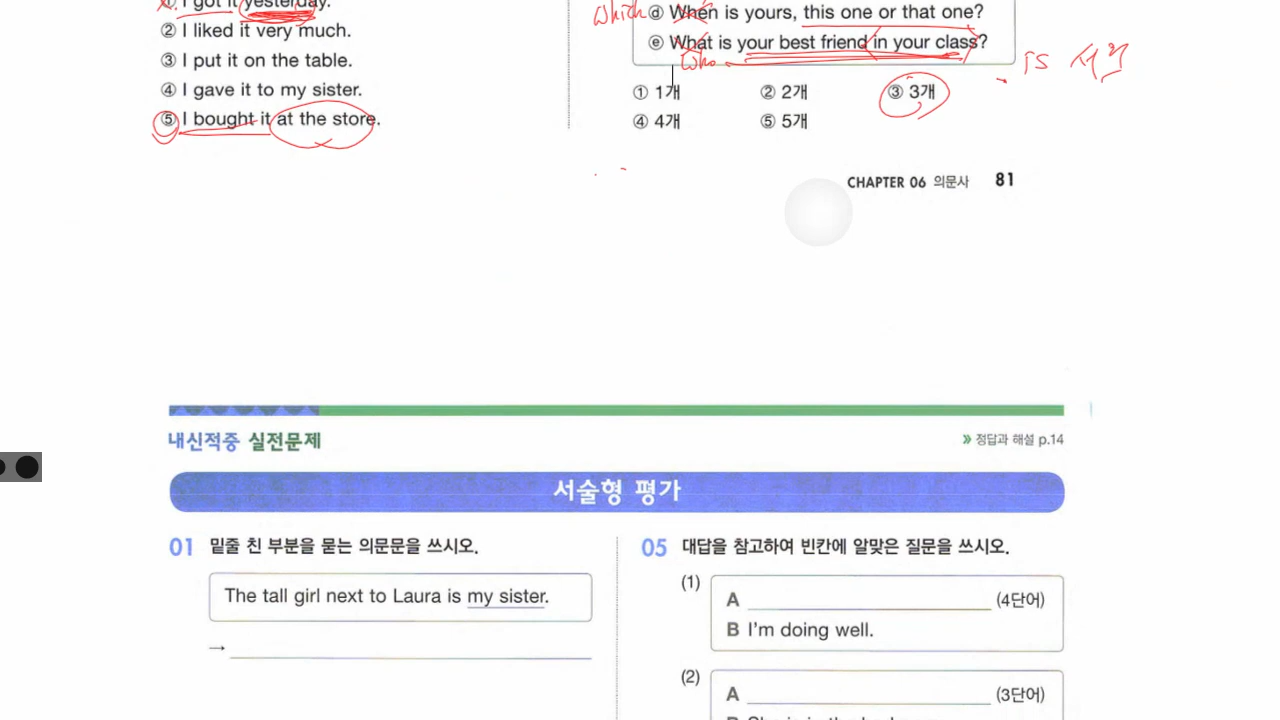 ① I got it yesterday.
② I liked it very much.
③ I put it on the table.
④ I gave it to my sister.
⑤ I bought it at the store.
which ⓓ When is yours, this one or that one?
ⓔ What is your best friend in your class?
who
is
① 1개 ② 2개 ③ 3개
④ 4개 ⑤ 5개
CHAPTER 06 의문사 81
내신적중 실전문제
» 정답과 해설 p.14
서술형 평가
01 밑줄 친 부분을 묻는 의문문을 쓰시오.
The tall girl next to Laura is my sister.
→
05 대답을 참고하여 빈칸에 알맞은 질문을 쓰시오.
(1)
A (4단어)
B I'm doing well.
(2)
A (3단어)